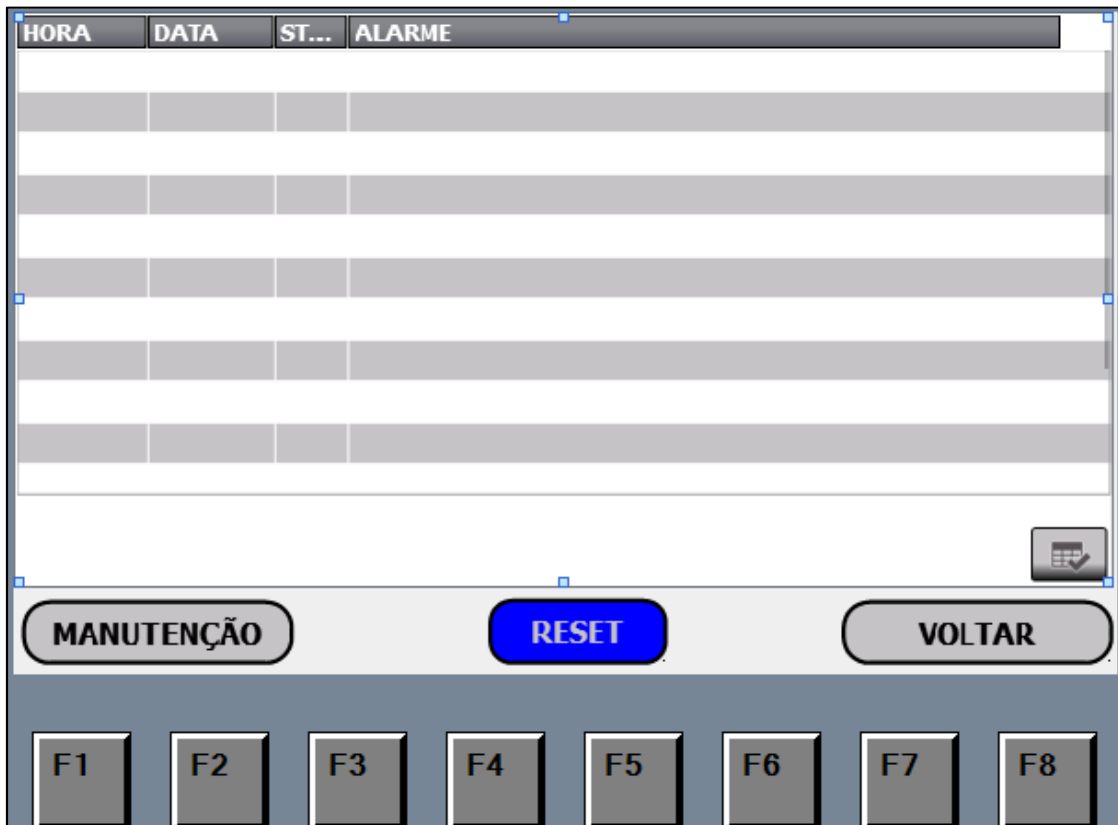 HORA DATA ST... ALARME
MANUTENÇÃO RESET VOLTAR
F1 F2 F3 F4 F5 F6 F7 F8